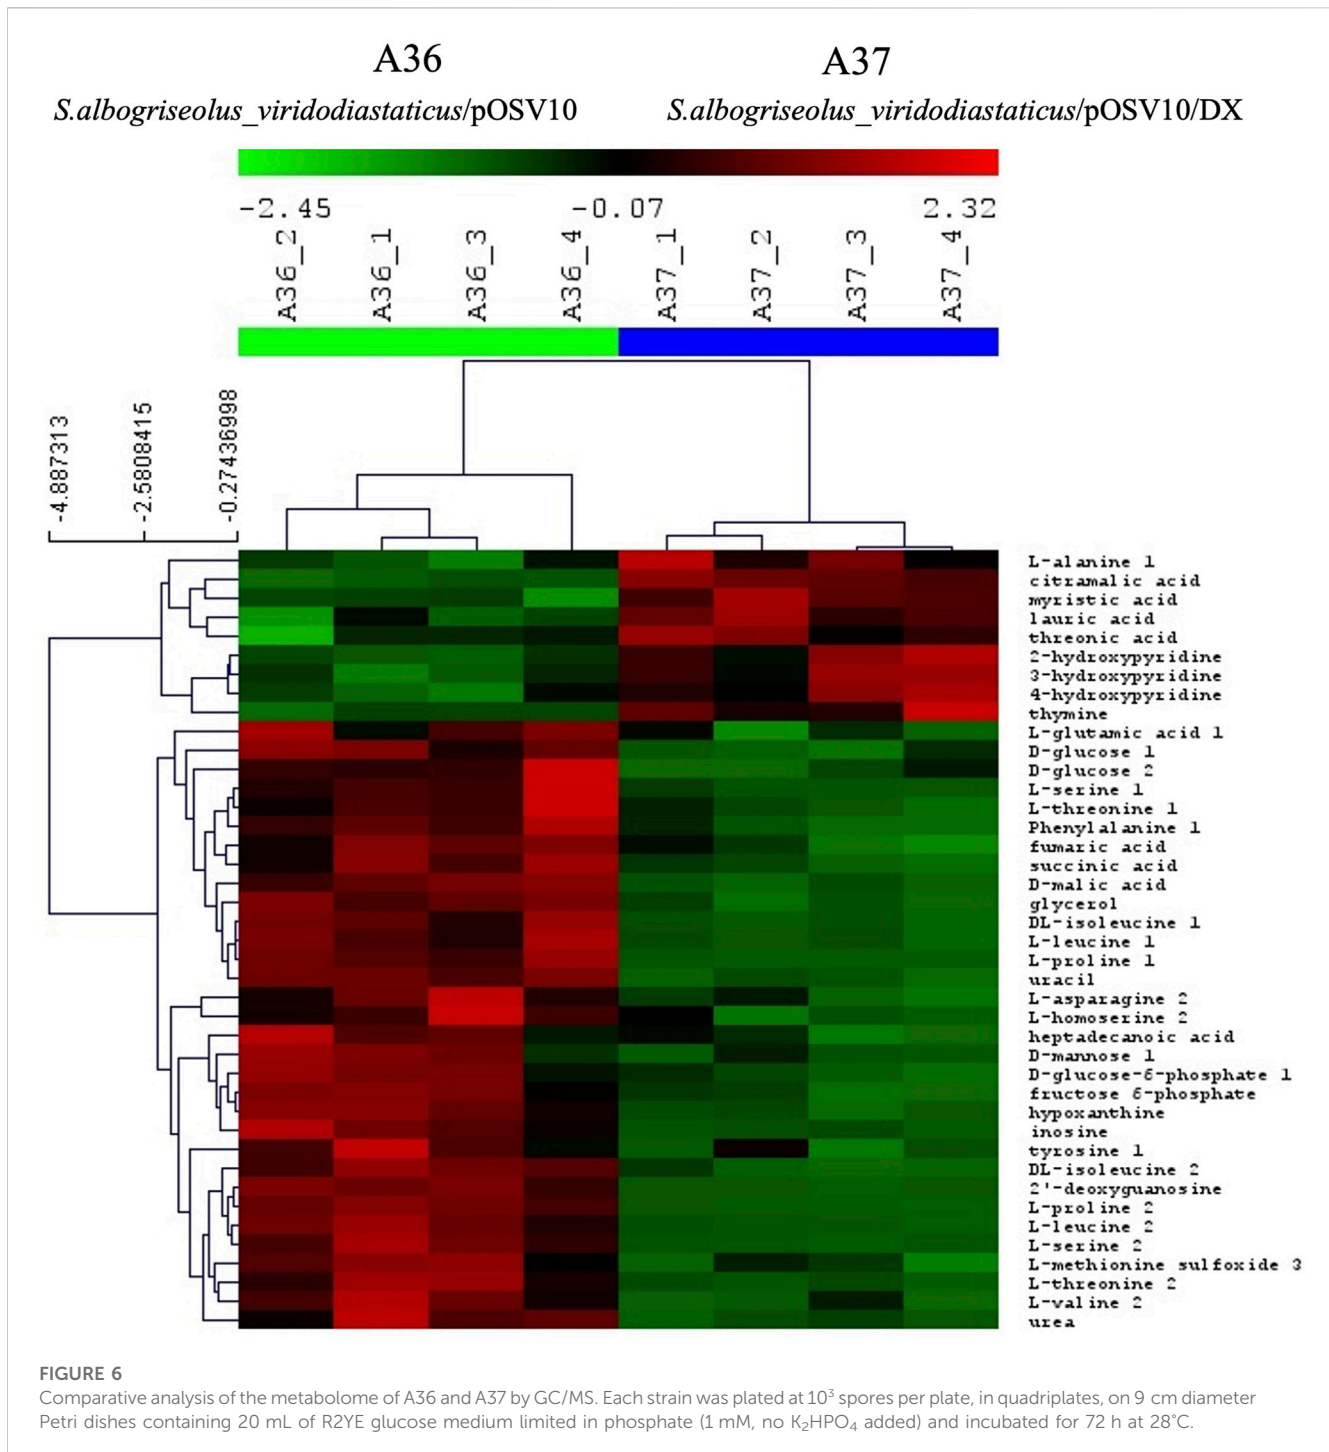 A36
A37
S.albogriseolus_viridodiastaticus/pOSV10
S.albogriseolus_viridodiastaticus/pOSV10/DX
-2.45
-0.07
2.32
A36_2
A36_1
A36_3
A36_4
A37_1
A37_2
A37_3
A37_4
-4.887313
-2.5808415
-0.27436998
L-alanine 1
citramalic acid
myristic acid
lauric acid
threonic acid
2-hydroxypyridine
3-hydroxypyridine
4-hydroxypyridine
thymine
L-glutamic acid 1
D-glucose 1
D-glucose 2
L-serine 1
L-threonine 1
Phenylalanine 1
fumaric acid
succinic acid
D-malic acid
glycerol
DL-isoleucine 1
L-leucine 1
L-proline 1
uracil
L-asparagine 2
L-homoserine 2
heptadecanoic acid
D-mannose 1
D-glucose-6-phosphate 1
fructose 6-phosphate
hypoxanthine
inosine
tyrosine 1
DL-isoleucine 2
2'-deoxyguanosine
L-proline 2
L-leucine 2
L-serine 2
L-methionine sulfoxide 3
L-threonine 2
L-valine 2
urea
FIGURE 6
Comparative analysis of the metabolome of A36 and A37 by GC/MS. Each strain was plated at 10³ spores per plate, in quadriplates, on 9 cm diameter
Petri dishes containing 20 mL of R2YE glucose medium limited in phosphate (1 mM, no K₂HPO₄ added) and incubated for 72 h at 28°C.